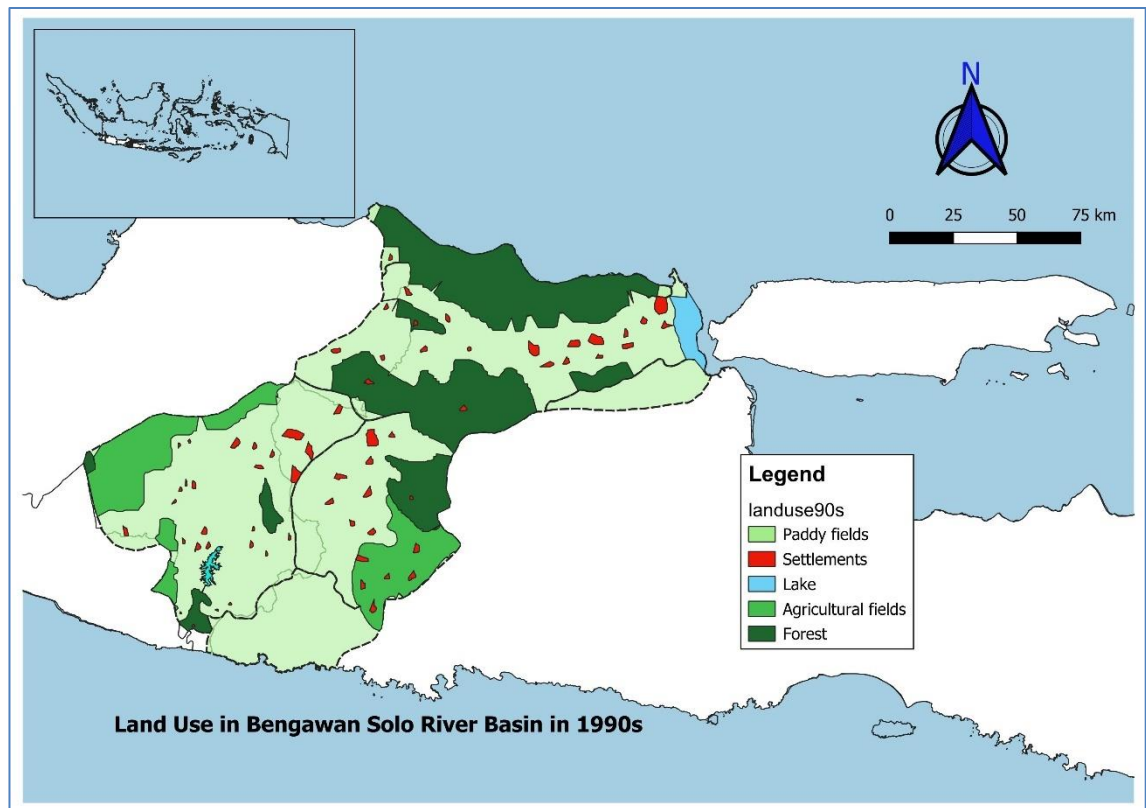 N
0 25 50 75 km
Legend
landuse90s
Paddy fields
Settlements
Lake
Agricultural fields
Forest
Land Use in Bengawan Solo River Basin in 1990s